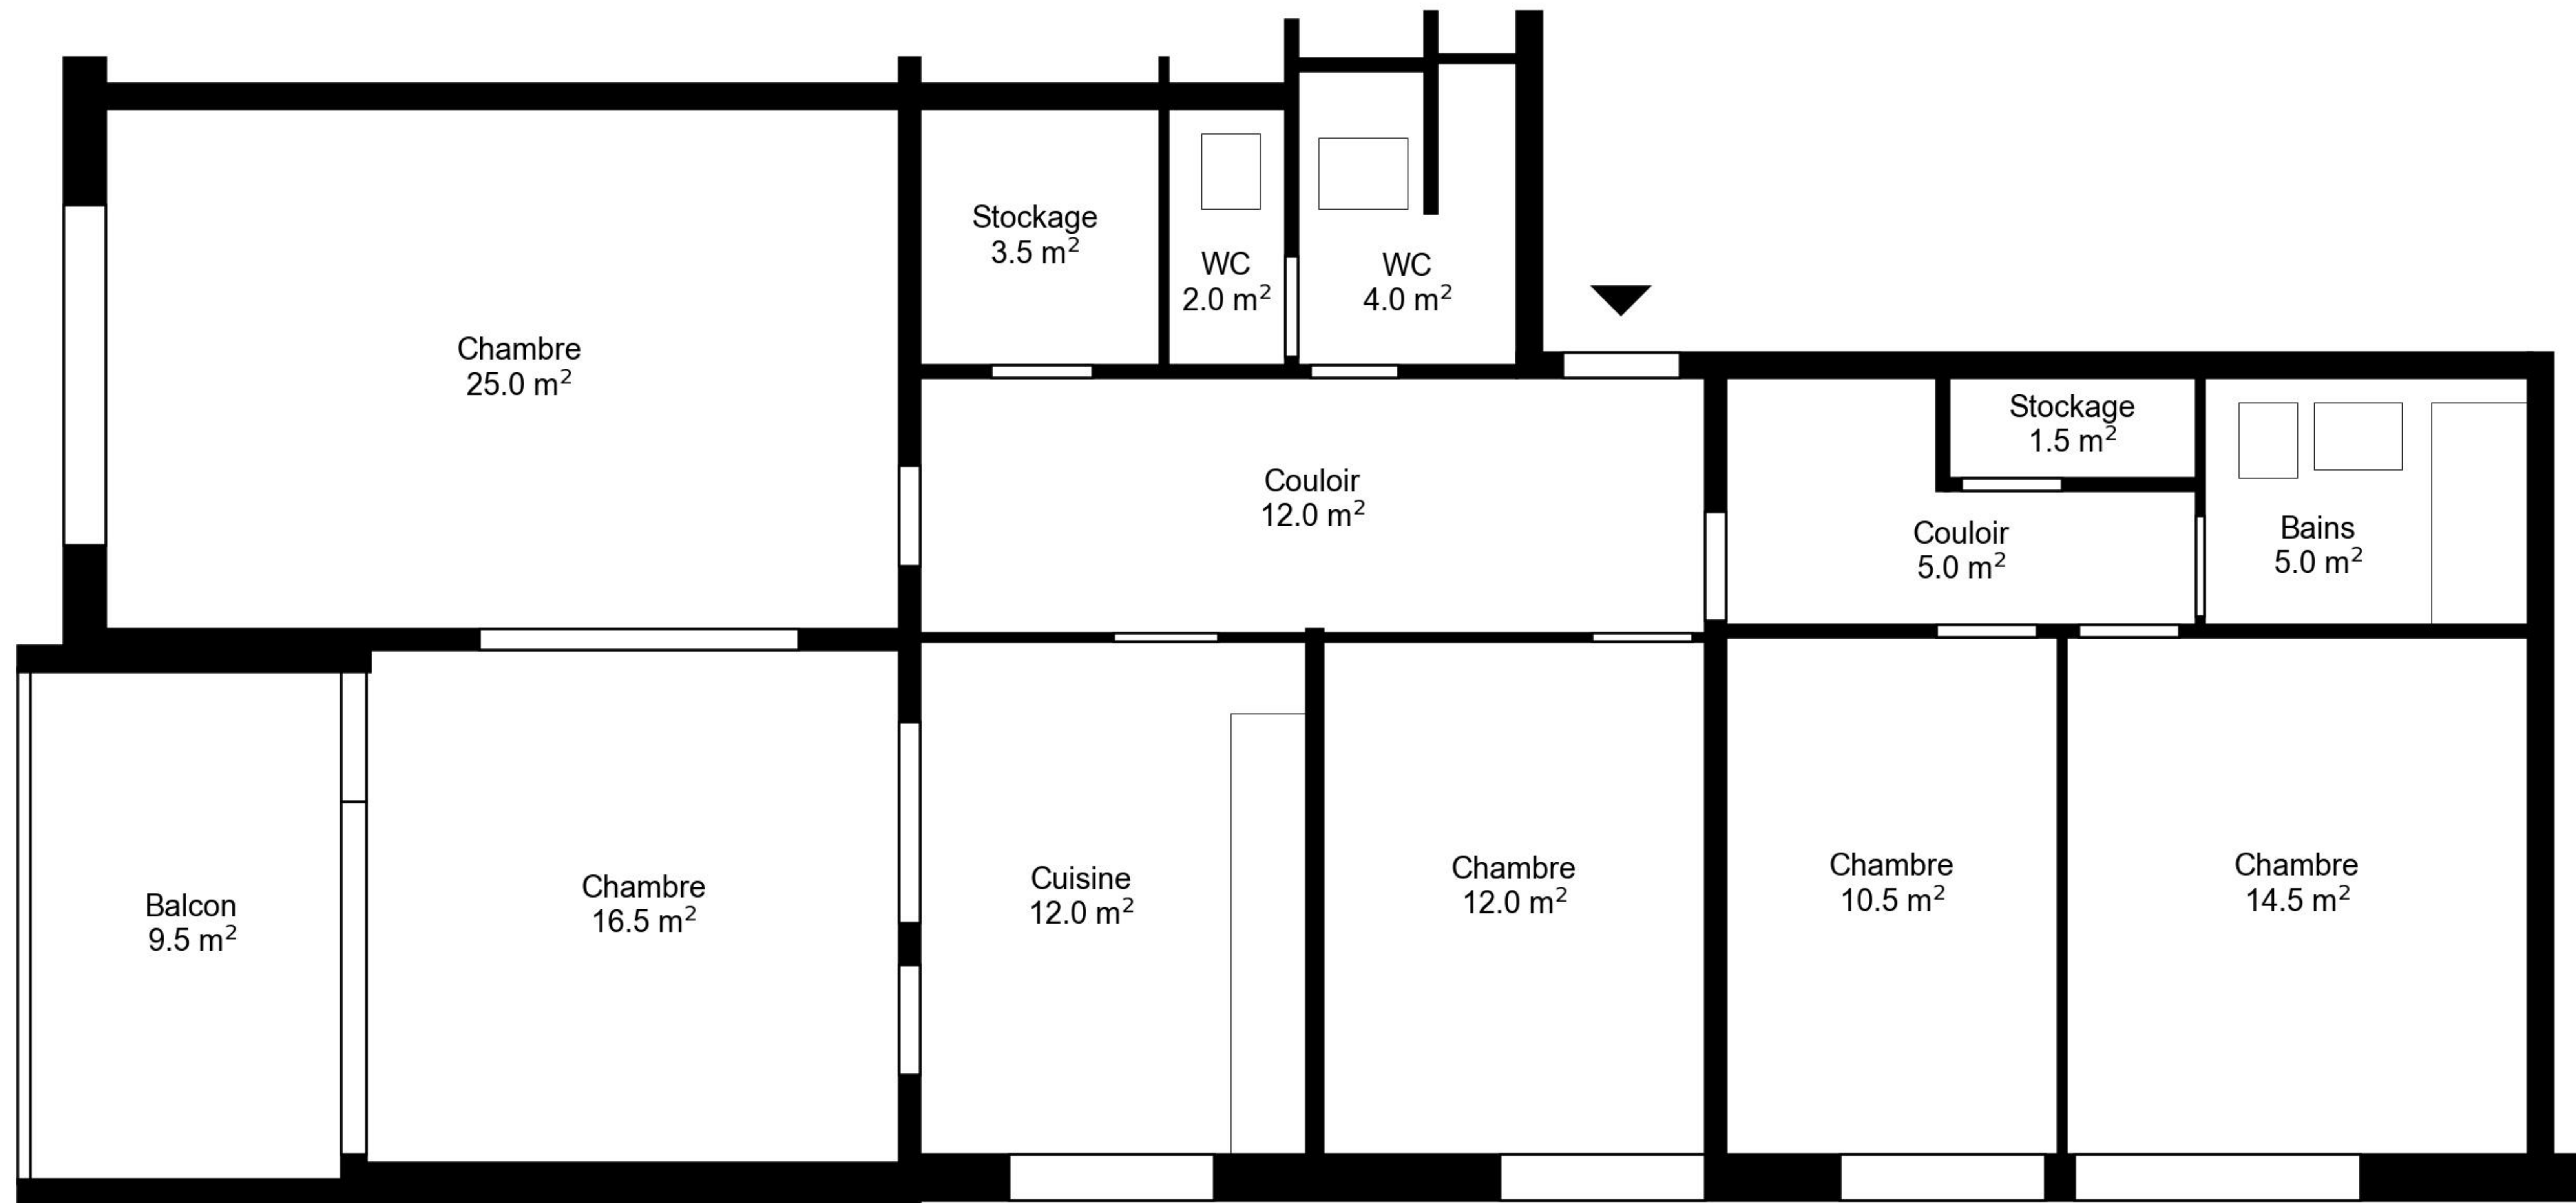 Stockage
3.5 m²
WC
2.0 m²
WC
4.0 m²
Chambre
25.0 m²
Stockage
1.5 m²
Couloir
12.0 m²
Couloir
5.0 m²
Bains
5.0 m²
Balcon
9.5 m²
Chambre
16.5 m²
Cuisine
12.0 m²
Chambre
12.0 m²
Chambre
10.5 m²
Chambre
14.5 m²